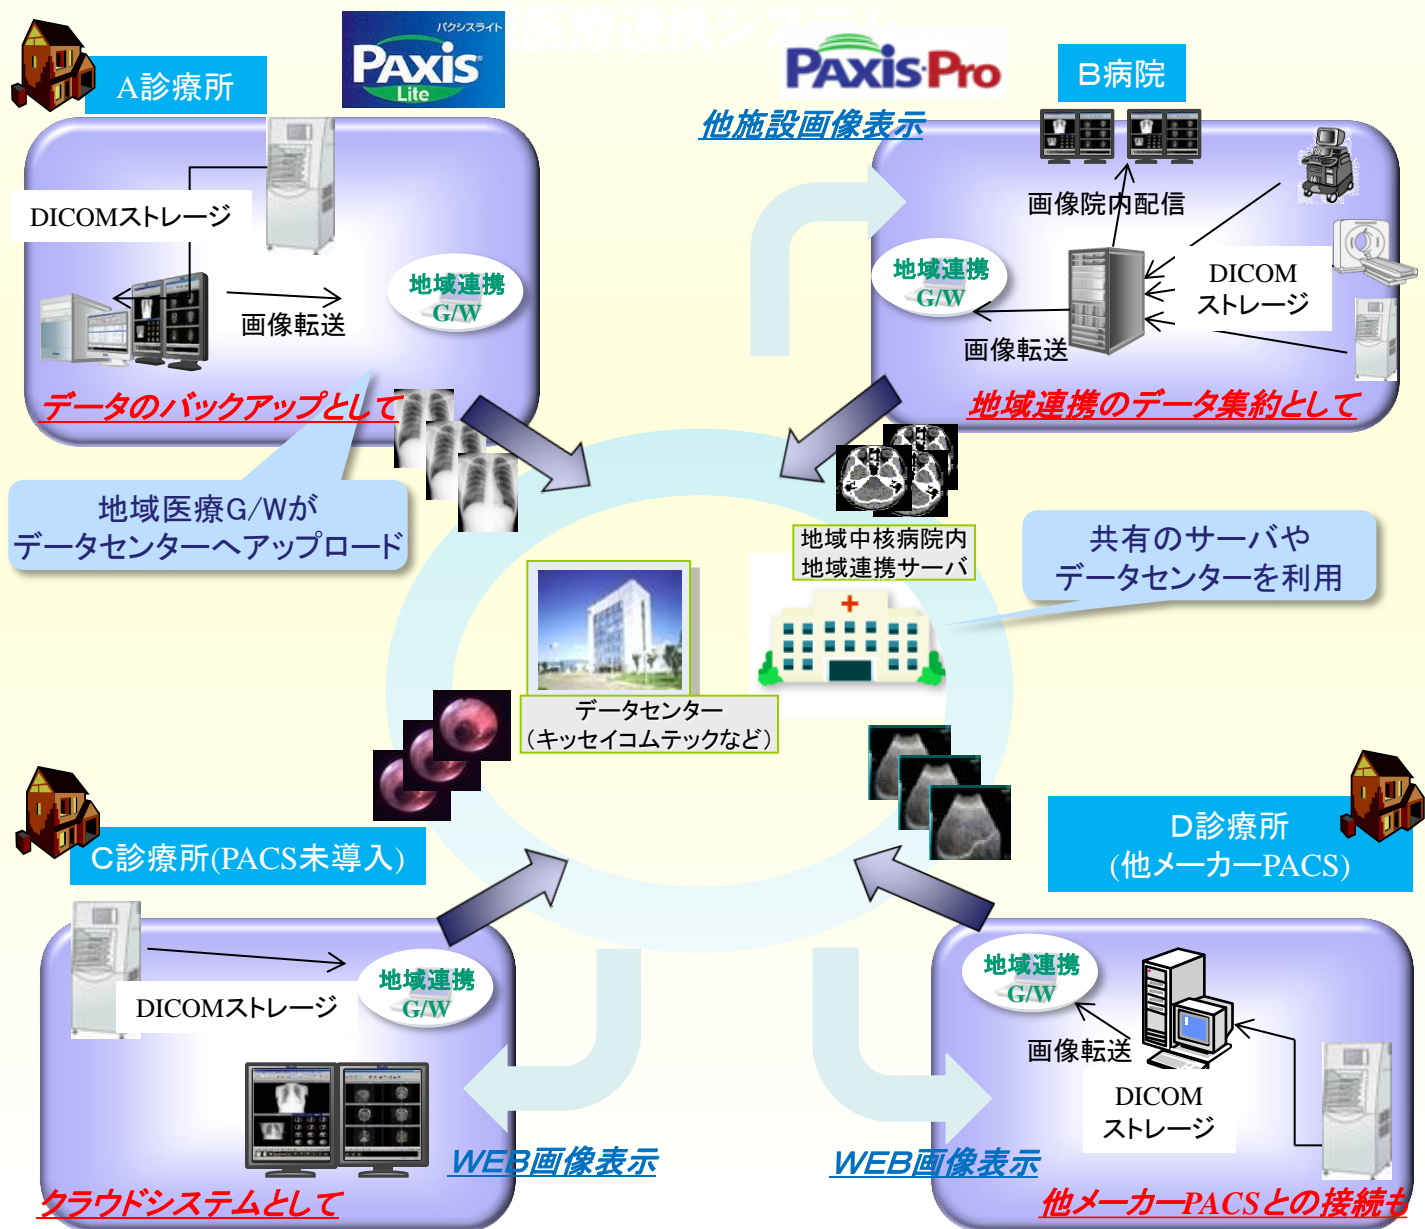 医療連携システム
パクシスライト
PAXiS
Lite
PAXiS・Pro
A診療所
B病院
他施設画像表示
DICOMストレージ
地域連携
G/W
画像転送
データのバックアップとして
画像院内配信
地域連携
G/W
DICOM
ストレージ
画像転送
地域連携のデータ集約として
地域医療G/Wが
データセンターへアップロード
地域中核病院内
地域連携サーバ
共有のサーバや
データセンターを利用
データセンター
（キッセイコムテックなど）
C診療所(PACS未導入)
D診療所
(他メーカーPACS)
地域連携
G/W
DICOMストレージ
WEB画像表示
クラウドシステムとして
地域連携
G/W
画像転送
DICOM
ストレージ
WEB画像表示
他メーカーPACSとの接続も